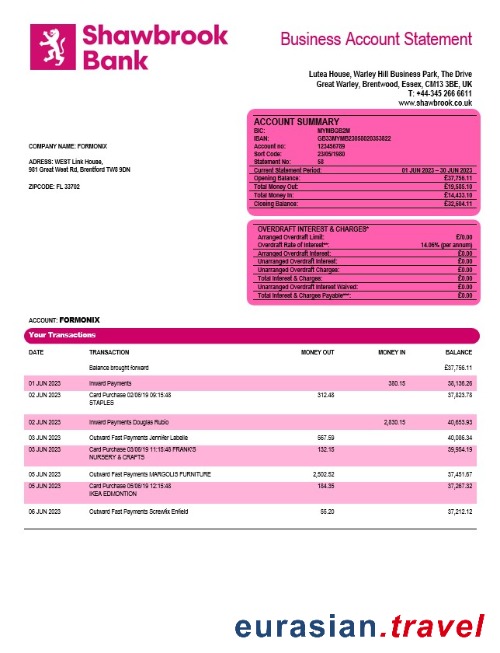 Shawbrook
Bank
Business Account Statement
Lutea House, Warley Hill Business Park, The Drive
Great Warley, Brentwood, Essex, CM13 3BE, UK
T: +44-345 266 6611
www.shawbrook.co.uk
COMPANY NAME: FORMONIX
ADRESS: WEST Link House,
981 Great West Rd, Brentford TW8 9DN
ZIPCODE: FL 33702
ACCOUNT SUMMARY
BIC: MYMBGB2M
IBAN: GB33MYMB23058020353822
Account no: 123456789
Sort Code: 23/05/1980
Statement No: 58
Current Statement Period: 01 JUN 2023 – 30 JUN 2023
Opening Balance: £37,756.11
Total Money Out: £19,585.10
Total Money In: £14,433.10
Closing Balance: £32,604.11
OVERDRAFT INTEREST & CHARGES*
Arranged Overdraft Limit: £/0.00
Overdraft Rate of Interest**: 14.06% (per annum)
Arranged Overdraft Interest: £0.00
Unarranged Overdraft Interest: £0.00
Unarranged Overdraft Charges: £0.00
Total Interest & Charges: £0.00
Unarranged Overdraft Interest Waived: £0.00
Total Interest & Charges Payable***: £0.00
ACCOUNT: FORMONIX
Your Transactions
DATE TRANSACTION MONEY OUT MONEY IN BALANCE
Balance brought forward £37,756.11
01 JUN 2023 Inward Payments 380.15 38,136.26
02 JUN 2023 Card Purchase 02/06/19 09:15:48 312.48 37,823.78
STAPLES
02 JUN 2023 Inward Payments Douglas Rubio 2,830.15 40,653.93
03 JUN 2023 Outward Fast Payments Jennifer Labelle 567.59 40,086.34
03 JUN 2023 Card Purchase 03/06/19 11:15:48 FRANK'S 132.15 39,954.19
NURSERY & CRAFTS
05 JUN 2023 Outward Fast Payments MARGOLIS FURNITURE 2,502.52 37,451.67
05 JUN 2023 Card Purchase 05/06/19 12:15:48 184.35 37,267.32
IKEA EDMONTION
06 JUN 2023 Outward Fast Payments Screwfix Enfield 55.20 37,212.12
eurasian.travel